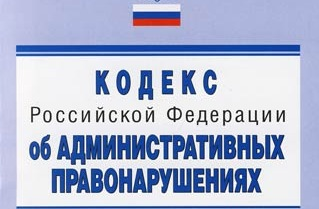 КОДЕКС
Российской Федерации
об АДМИНИСТРАТИВНЫХ
ПРАВОНАРУШЕНИЯХ